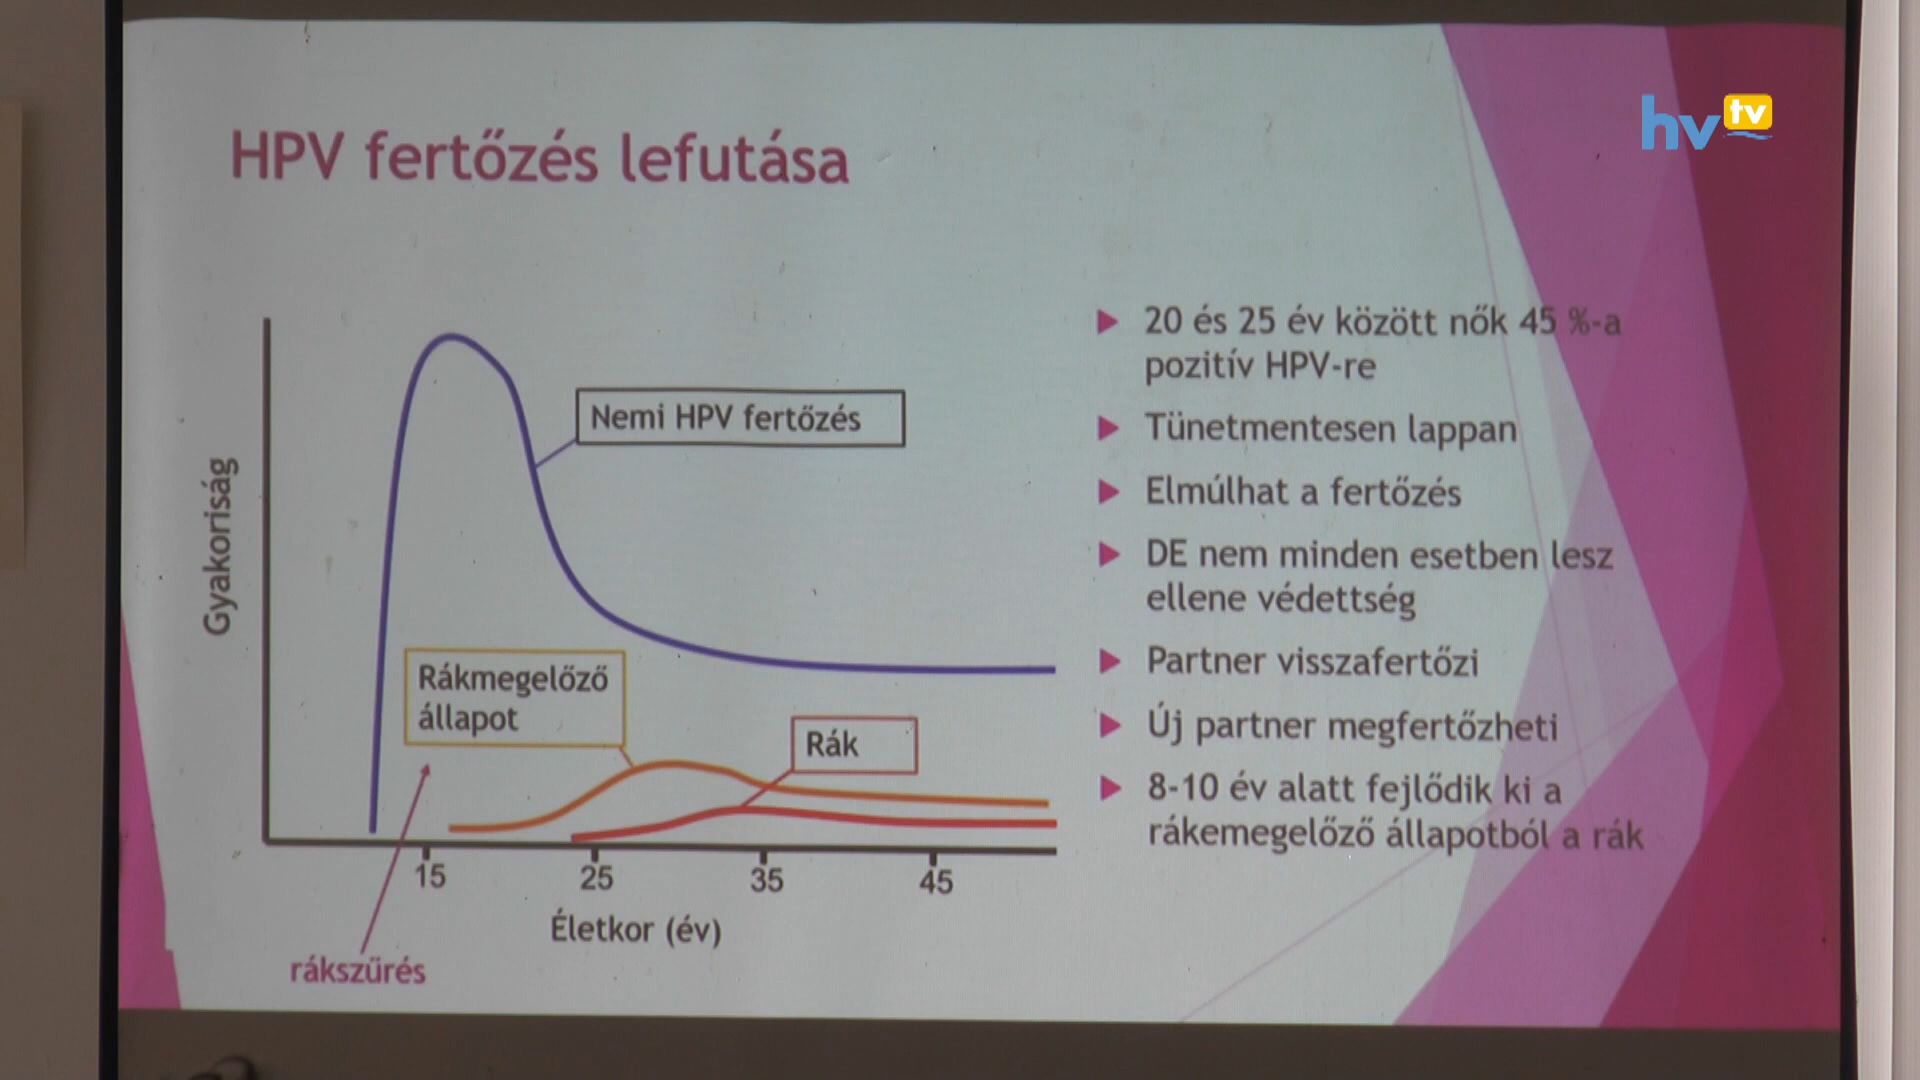 hv tv
HPV fertőzés lefutása
Gyakoriság
Nemi HPV fertőzés
Rákmegelőző
állapot
Rák
15 25 35 45
Életkor (év)
rákszűrés
20 és 25 év között nők 45 %-a
pozitív HPV-re
Tünetmentesen lappan
Elmúlhat a fertőzés
DE nem minden esetben lesz
ellene védettség
Partner visszafertőzi
Új partner megfertőzheti
8-10 év alatt fejlődik ki a
rákemegelőző állapotból a rák